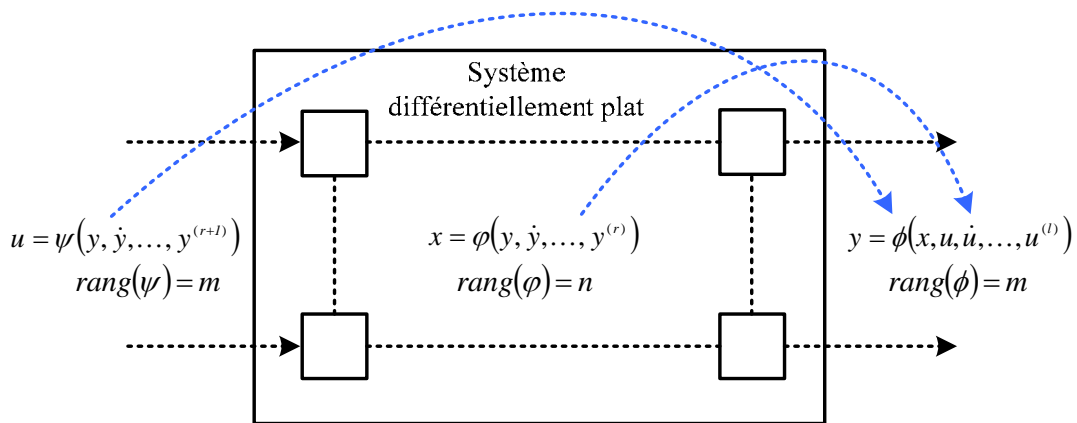 Système
différentiellement plat
u = ψ(y, ẏ,..., y^(r+1))
rang(ψ) = m
x = φ(y, ẏ,..., y^(r))
rang(φ) = n
y = ϕ(x, u, u̇,..., u^(l))
rang(ϕ) = m